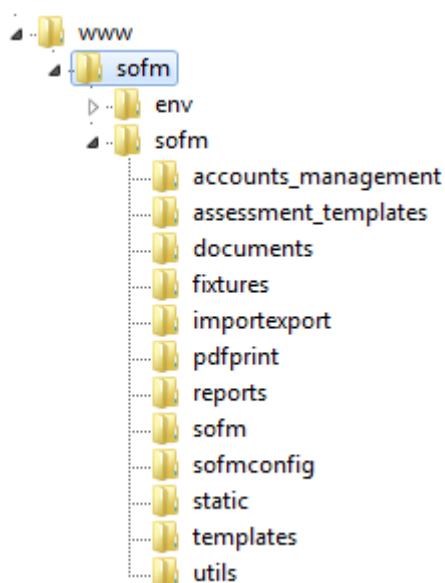 www
sofm
env
sofm
accounts_management
assessment_templates
documents
fixtures
importexport
pdfprint
reports
sofm
sofmconfig
static
templates
utils